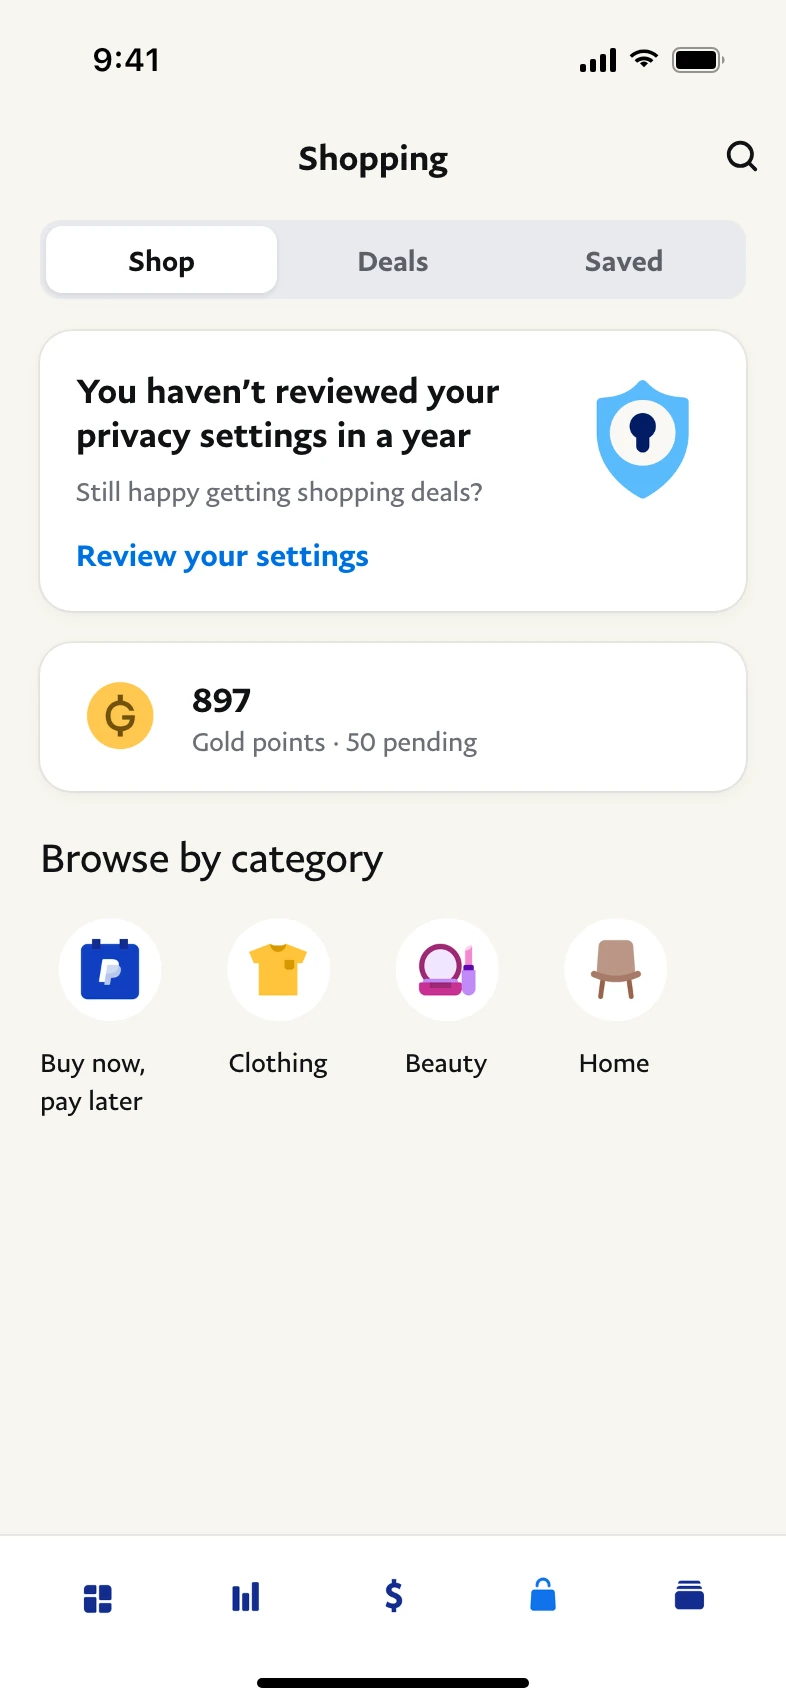 9:41
Shopping
Shop
Deals
Saved
You haven’t reviewed your
privacy settings in a year
Still happy getting shopping deals?
Review your settings
897
Gold points · 50 pending
Browse by category
Buy now,
pay later
Clothing
Beauty
Home